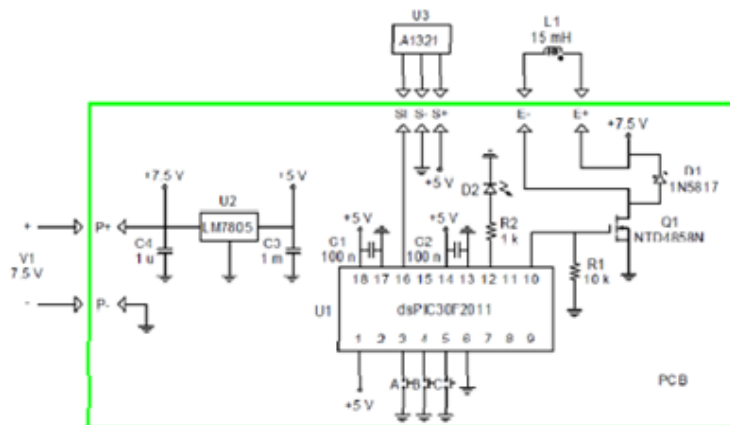 U3
A1321
L1
15 mH
SI S- S+
E- E+
+7.5 V
+5 V
+7.5 V
+5 V
U2
LM7805
P+
C4
1 u
C3
1 m
+
V1
7.5 V
-
P-
D1
1N5817
Q1
NTD4858N
D2
R2
1 k
R1
10 k
+5 V
C1
100 n
+5 V
C2
100 n
18 17 16 15 14 13 12 11 10
U1
dsPIC30F2011
1 2 3 4 5 6 7 8 9
A B C
+5 V
PCB